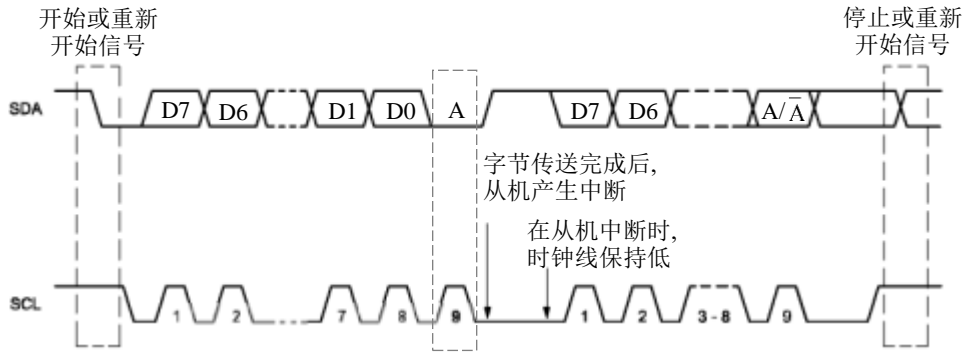 开始或重新
开始信号
停止或重新
开始信号
SDA
D7 D6 D1 D0 A D7 D6 A/A̅
字节传送完成后,
从机产生中断
在从机中断时,
时钟线保持低
SCL
1 2 7 8 9 1 2 3-8 9